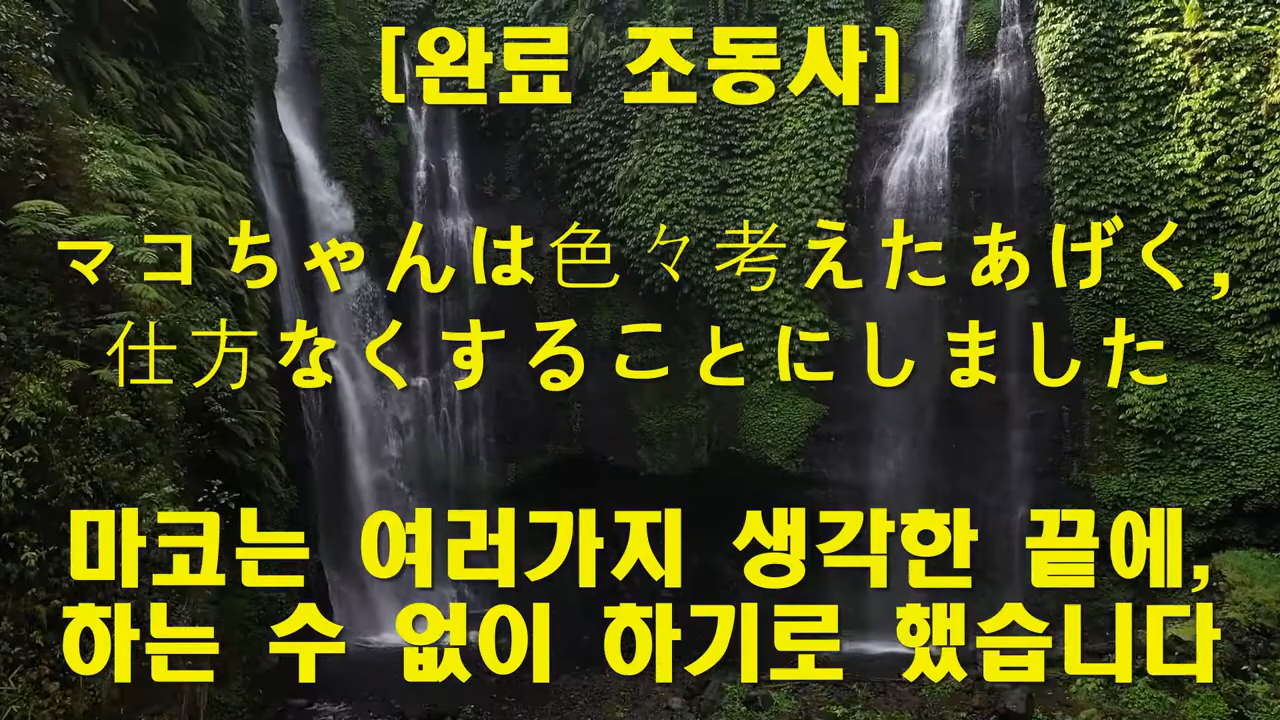 [완료 조동사]
マコちゃんは色々考えたあげく,
仕方なくすることにしました
마코는 여러가지 생각한 끝에,
하는 수 없이 하기로 했습니다